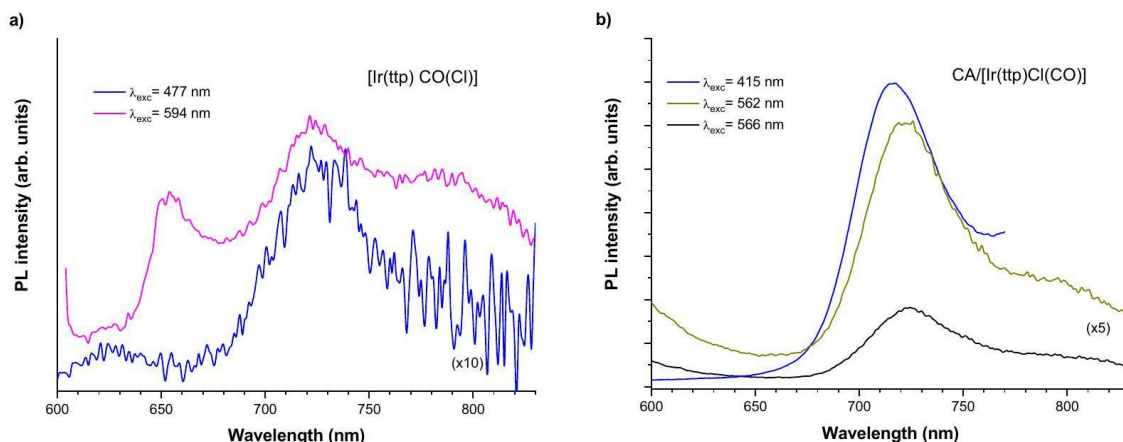 a)
[Ir(ttp) CO(Cl)]
λexc= 477 nm
λexc= 594 nm
PL intensity (arb. units)
(x10)
600 650 700 750 800
Wavelength (nm)
b)
CA/[Ir(ttp)Cl(CO)]
λexc= 415 nm
λexc= 562 nm
λexc= 566 nm
PL intensity (arb. units)
(x5)
600 650 700 750 800
Wavelength (nm)